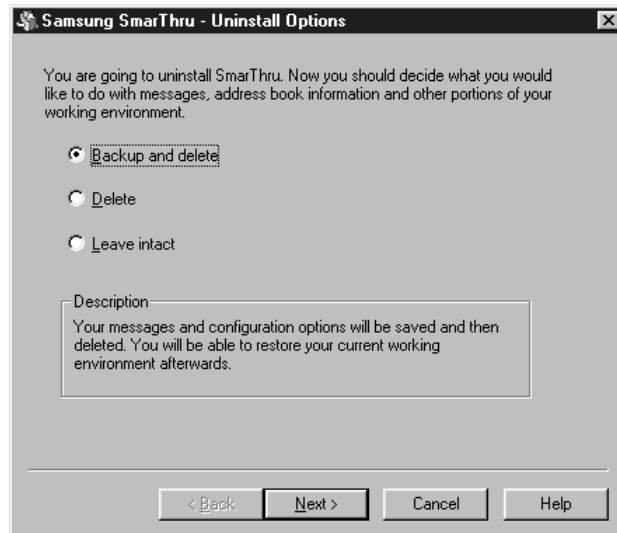 Samsung SmarThru - Uninstall Options
You are going to uninstall SmarThru. Now you should decide what you would
like to do with messages, address book information and other portions of your
working environment.
Backup and delete
Delete
Leave intact
Description
Your messages and configuration options will be saved and then
deleted. You will be able to restore your current working
environment afterwards.
< Back Next > Cancel Help